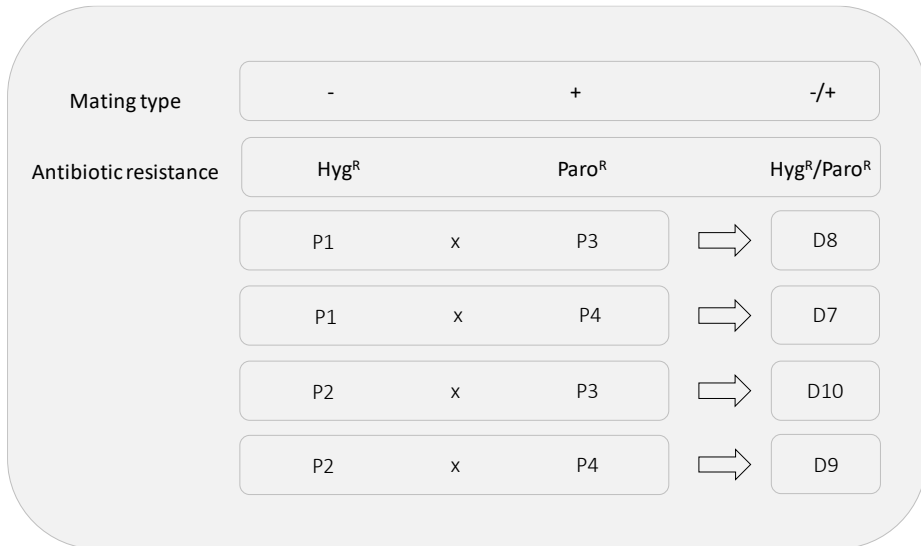 Mating type - + -/+
Antibiotic resistance Hygᴿ Paroᴿ Hygᴿ/Paroᴿ
P1 x P3 D8
P1 x P4 D7
P2 x P3 D10
P2 x P4 D9